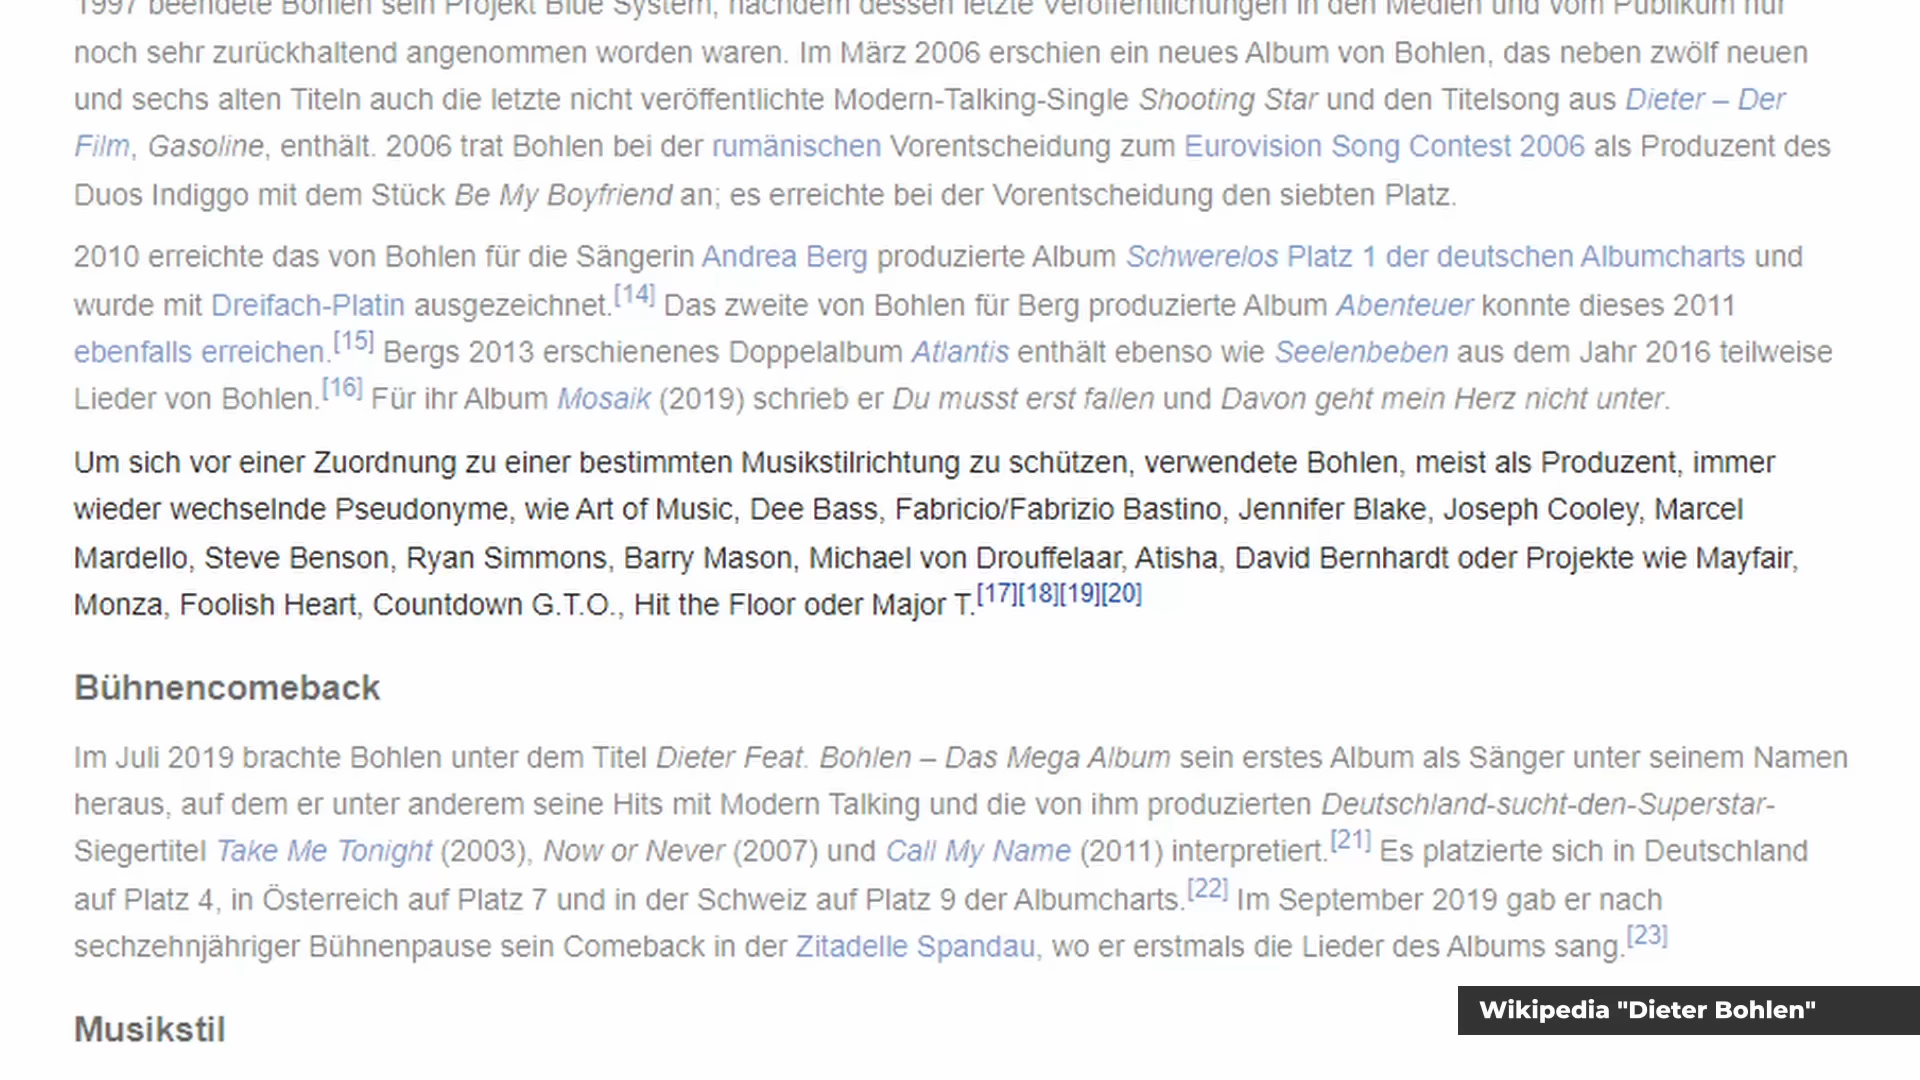 1997 beendete Bohlen sein Projekt Blue System, nachdem dessen letzte Veröffentlichungen in den Medien und vom Publikum nur
noch sehr zurückhaltend angenommen worden waren. Im März 2006 erschien ein neues Album von Bohlen, das neben zwölf neuen
und sechs alten Titeln auch die letzte nicht veröffentlichte Modern-Talking-Single Shooting Star und den Titelsong aus Dieter – Der
Film, Gasoline, enthält. 2006 trat Bohlen bei der rumänischen Vorentscheidung zum Eurovision Song Contest 2006 als Produzent des
Duos Indiggo mit dem Stück Be My Boyfriend an; es erreichte bei der Vorentscheidung den siebten Platz.
2010 erreichte das von Bohlen für die Sängerin Andrea Berg produzierte Album Schwerelos Platz 1 der deutschen Albumcharts und
wurde mit Dreifach-Platin ausgezeichnet.[14] Das zweite von Bohlen für Berg produzierte Album Abenteuer konnte dieses 2011
ebenfalls erreichen.[15] Bergs 2013 erschienenes Doppelalbum Atlantis enthält ebenso wie Seelenbeben aus dem Jahr 2016 teilweise
Lieder von Bohlen.[16] Für ihr Album Mosaik (2019) schrieb er Du musst erst fallen und Davon geht mein Herz nicht unter.
Um sich vor einer Zuordnung zu einer bestimmten Musikstilrichtung zu schützen, verwendete Bohlen, meist als Produzent, immer
wieder wechselnde Pseudonyme, wie Art of Music, Dee Bass, Fabricio/Fabrizio Bastino, Jennifer Blake, Joseph Cooley, Marcel
Mardello, Steve Benson, Ryan Simmons, Barry Mason, Michael von Drouffelaar, Atisha, David Bernhardt oder Projekte wie Mayfair,
Monza, Foolish Heart, Countdown G.T.O., Hit the Floor oder Major T.[17][18][19][20]
Bühnencomeback
Im Juli 2019 brachte Bohlen unter dem Titel Dieter Feat. Bohlen – Das Mega Album sein erstes Album als Sänger unter seinem Namen
heraus, auf dem er unter anderem seine Hits mit Modern Talking und die von ihm produzierten Deutschland-sucht-den-Superstar-
Siegertitel Take Me Tonight (2003), Now or Never (2007) und Call My Name (2011) interpretiert.[21] Es platzierte sich in Deutschland
auf Platz 4, in Österreich auf Platz 7 und in der Schweiz auf Platz 9 der Albumcharts.[22] Im September 2019 gab er nach
sechzehnjähriger Bühnenpause sein Comeback in der Zitadelle Spandau, wo er erstmals die Lieder des Albums sang.[23]
Wikipedia "Dieter Bohlen"
Musikstil